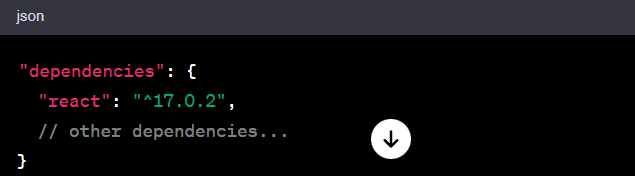 json
"dependencies": {
"react": "^17.0.2",
// other dependencies...
}